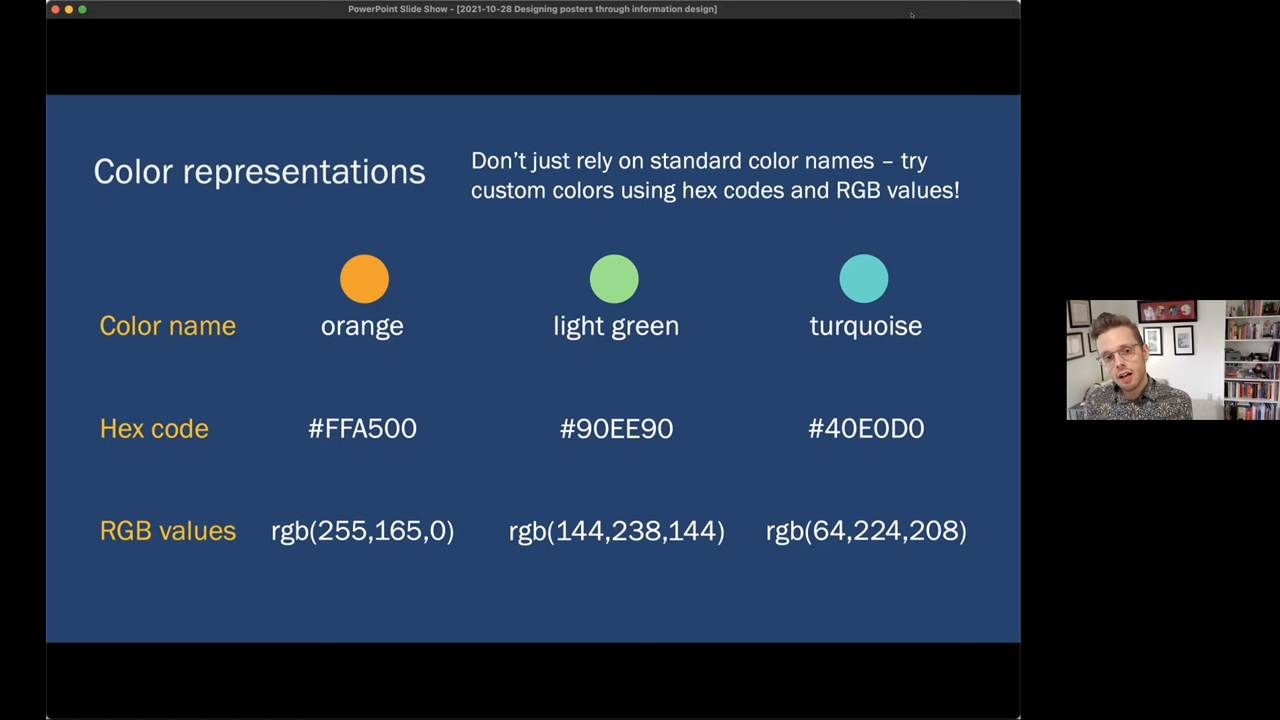 PowerPoint Slide Show - [2021-10-28 Designing posters through information design]
Color representations
Don’t just rely on standard color names – try
custom colors using hex codes and RGB values!
Color name orange light green turquoise
Hex code #FFA500 #90EE90 #40E0D0
RGB values rgb(255,165,0) rgb(144,238,144) rgb(64,224,208)